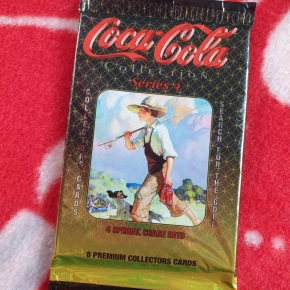 Coca-Cola
COLLECTION
Series 4
COLLECTORS CARDS
SEARCH FOR THE GOLD
4 SPECIAL CHASE SETS
8 PREMIUM COLLECTORS CARDS